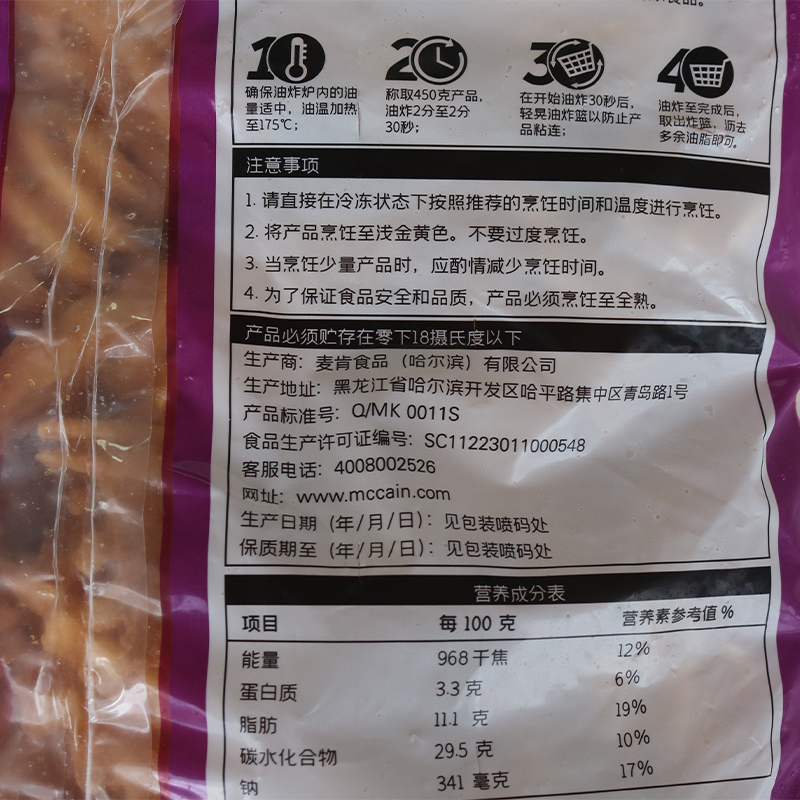 食品。
1
2
3
4
确保油炸炉内的油
量适中，油温加热
至175℃；
称取450克产品，
油炸2分至2分
30秒；
在开始油炸30秒后，
轻晃油炸篮以防止产
品粘连；
油炸至完成后，
取出炸篮，沥去
多余油脂即可。
注意事项
1. 请直接在冷冻状态下按照推荐的烹饪时间和温度进行烹饪。
2. 将产品烹饪至浅金黄色。不要过度烹饪。
3. 当烹饪少量产品时，应酌情减少烹饪时间。
4. 为了保证食品安全和品质，产品必须烹饪至全熟。
产品必须贮存在零下18摄氏度以下
生产商：麦肯食品（哈尔滨）有限公司
生产地址：黑龙江省哈尔滨开发区哈平路集中区青岛路1号
产品标准号：Q/MK 0011S
食品生产许可证编号：SC11223011000548
客服电话：4008002526
网址：www.mccain.com
生产日期（年/月/日）：见包装喷码处
保质期至（年/月/日）：见包装喷码处
营养成分表
项目 每 100 克 营养素参考值 %
能量 968 千焦 12%
蛋白质 3.3 克 6%
脂肪 11.1 克 19%
碳水化合物 29.5 克 10%
钠 341 毫克 17%